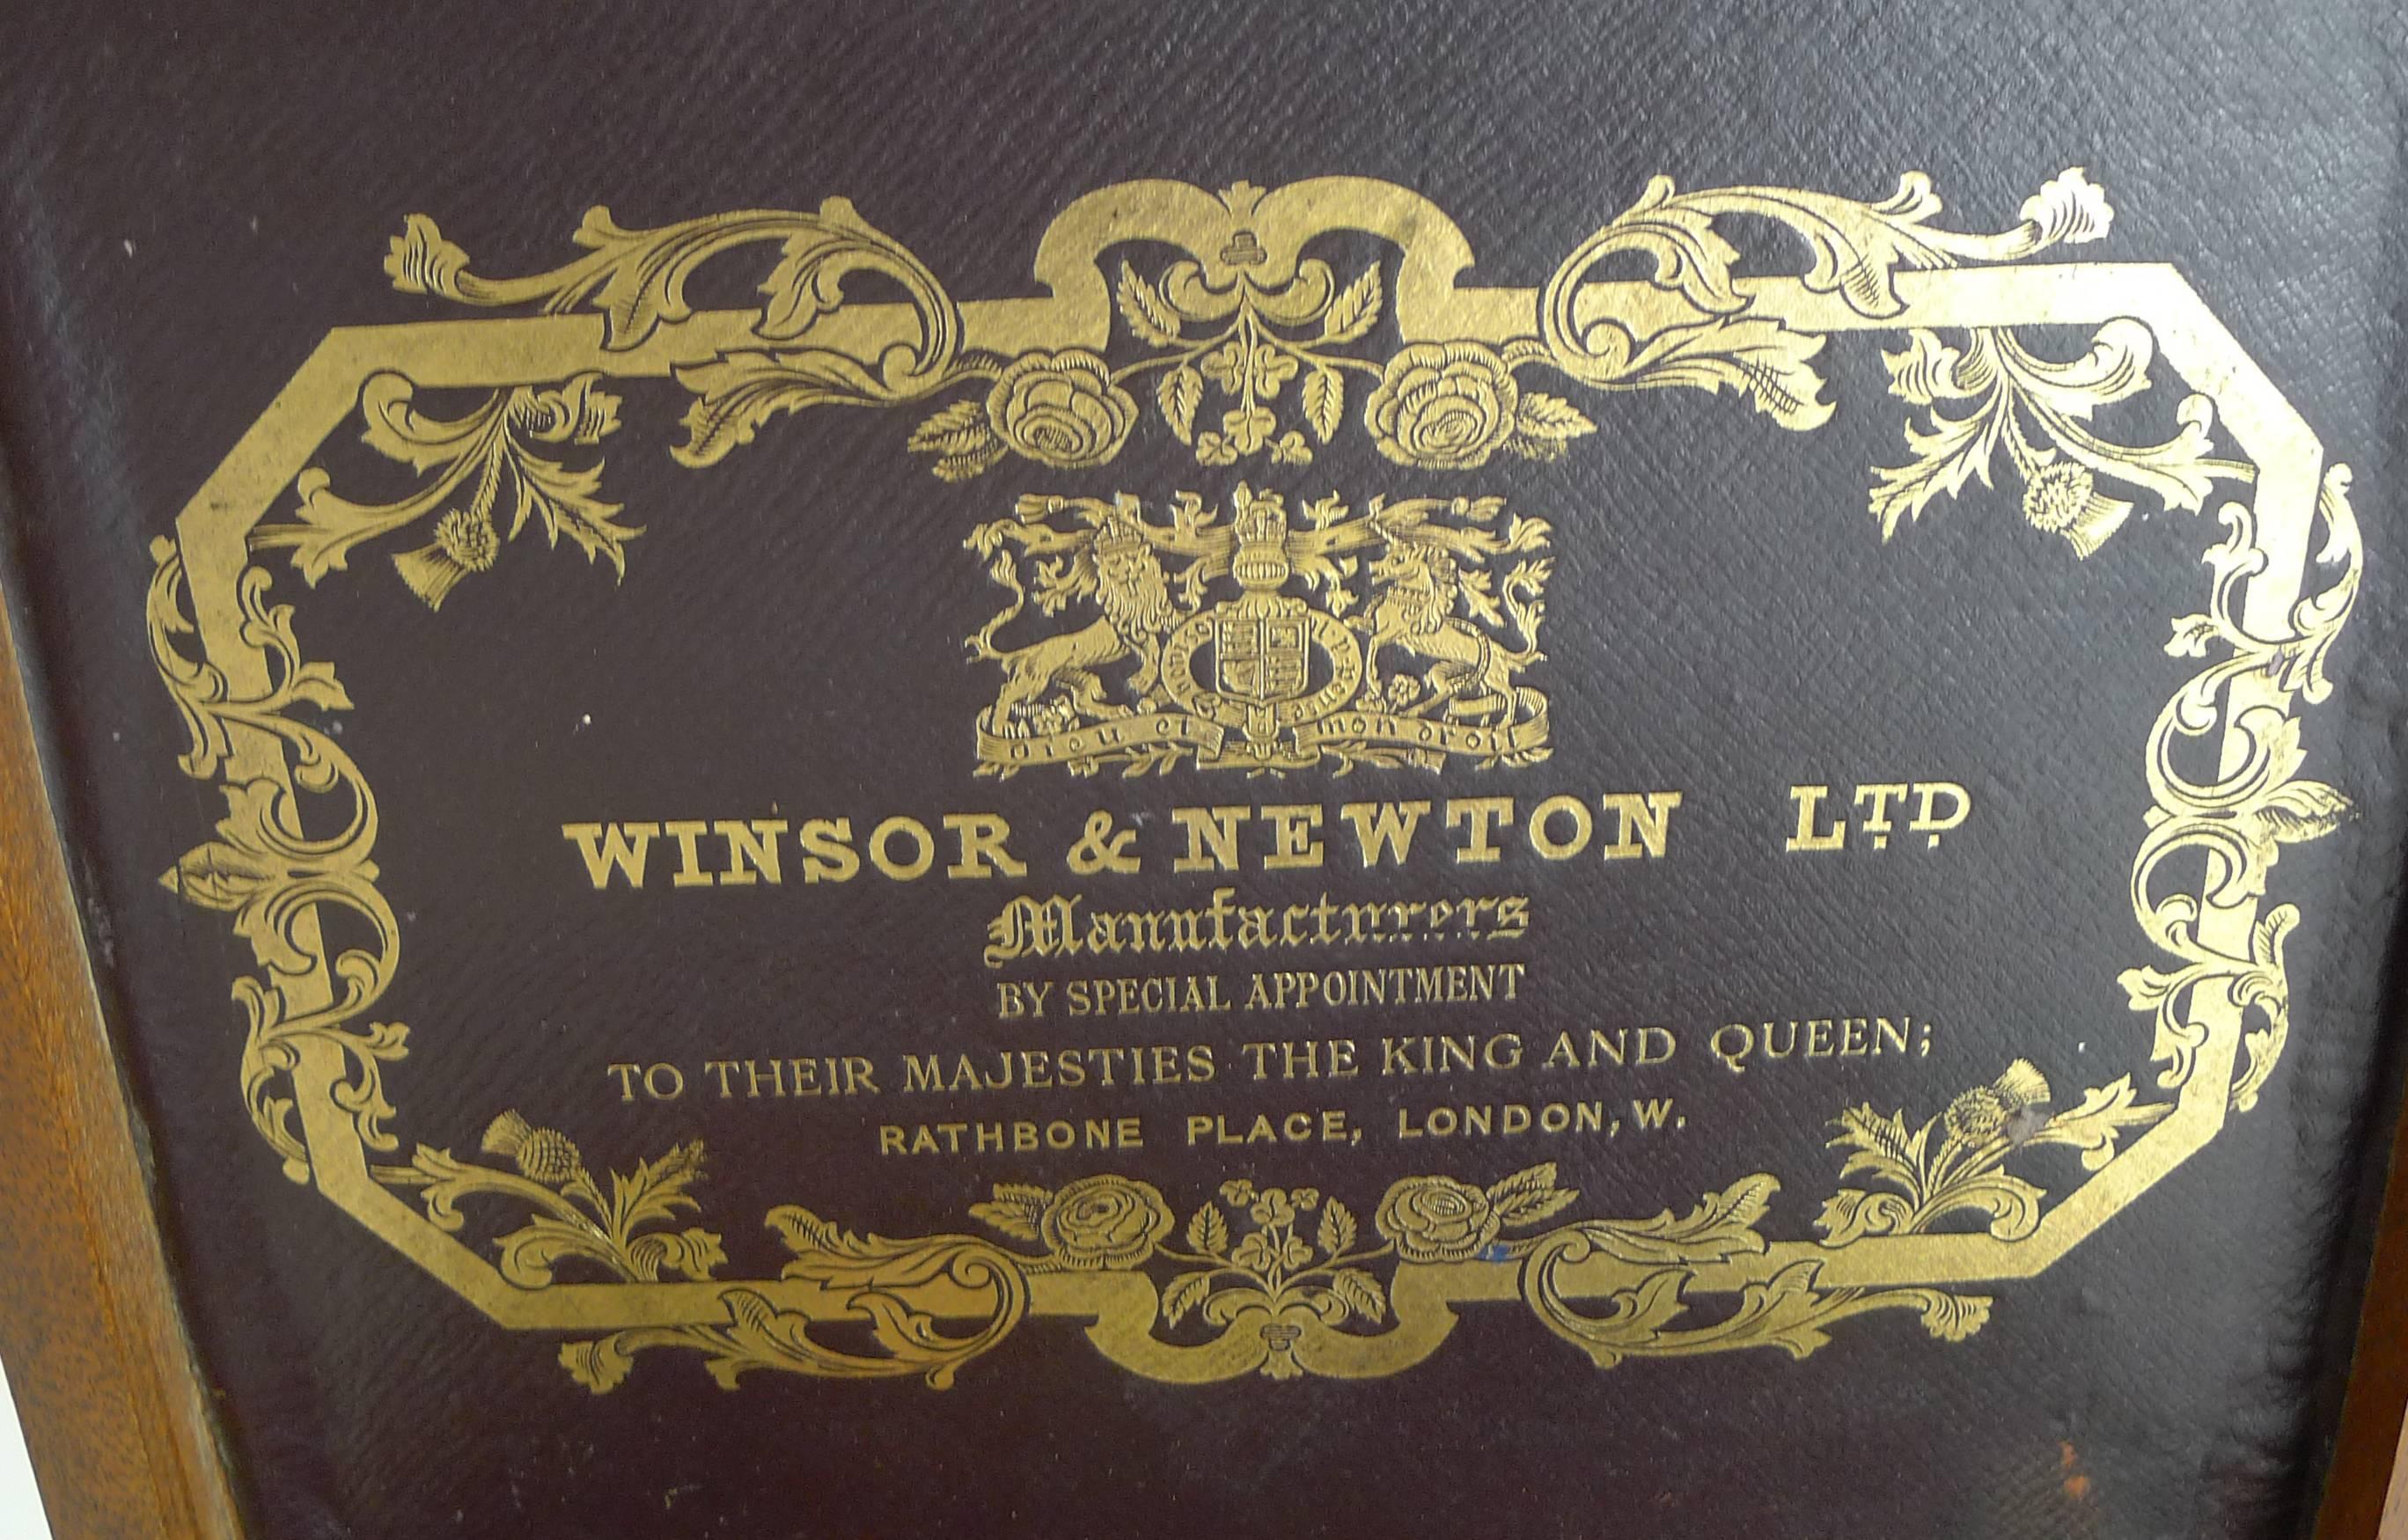 Dieu et mon droit
WINSOR & NEWTON LTD
Manufacturers
BY SPECIAL APPOINTMENT
TO THEIR MAJESTIES THE KING AND QUEEN;
RATHBONE PLACE, LONDON, W.